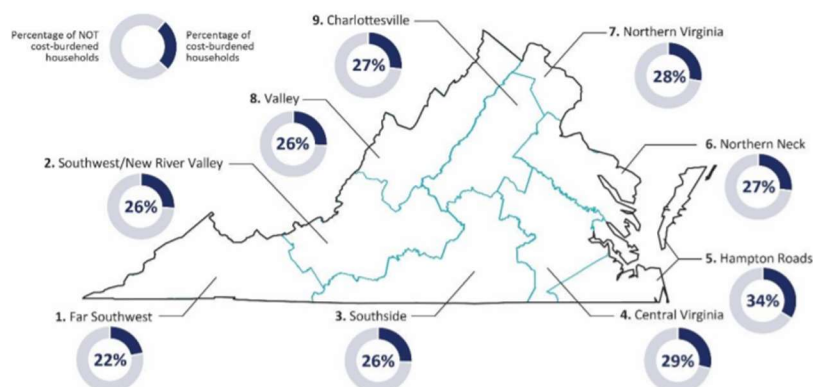 Percentage of NOT
cost-burdened
households
Percentage of
cost-burdened
households
9. Charlottesville
27%
7. Northern Virginia
28%
8. Valley
26%
6. Northern Neck
27%
2. Southwest/New River Valley
26%
5. Hampton Roads
34%
1. Far Southwest
22%
3. Southside
26%
4. Central Virginia
29%